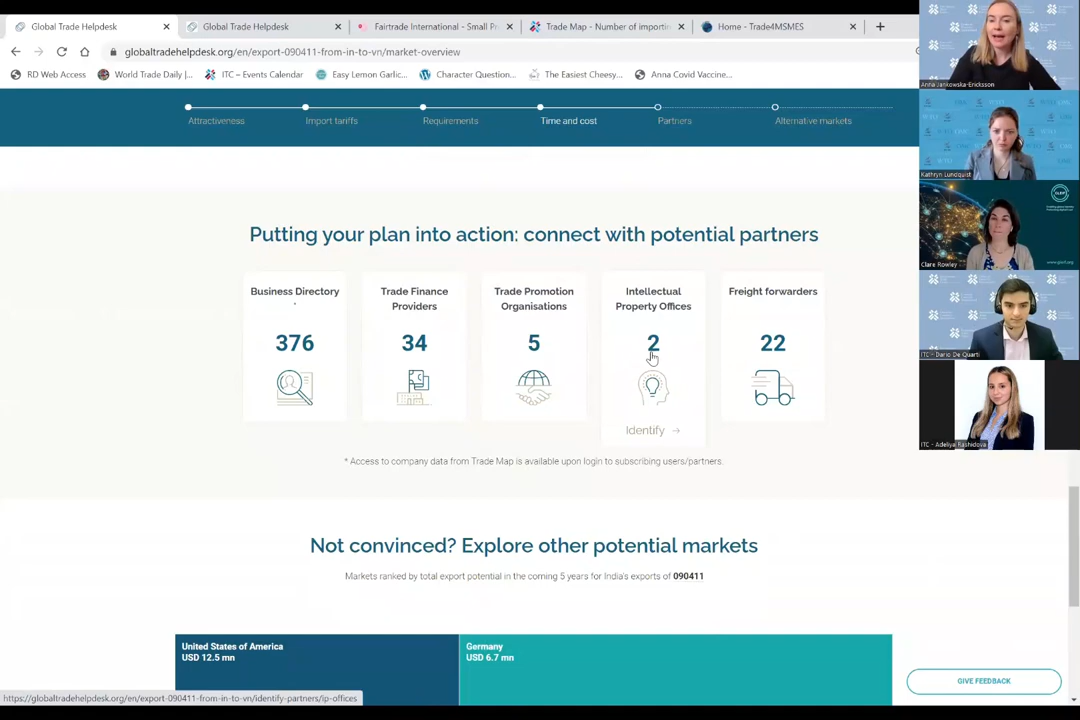 Global Trade Helpdesk
Global Trade Helpdesk
Fairtrade International - Small Pr
Trade Map - Number of importin
Home - Trade4MSMES
globaltradehelpdesk.org/en/export-090411-from-in-to-vn/market-overview
RD Web Access
World Trade Daily |...
ITC – Events Calendar
Easy Lemon Garlic...
Character Question...
The Easiest Cheesy...
Anna Covid Vaccine...
Attractiveness
Import tariffs
Requirements
Time and cost
Partners
Alternative markets
Putting your plan into action: connect with potential partners
Business Directory
*
376
Trade Finance
Providers
34
Trade Promotion
Organisations
5
Intellectual
Property Offices
2
Identify →
Freight forwarders
22
* Access to company data from Trade Map is available upon login to subscribing users/partners.
Not convinced? Explore other potential markets
Markets ranked by total export potential in the coming 5 years for India's exports of 090411
United States of America
USD 12.5 mn
Germany
USD 6.7 mn
GIVE FEEDBACK
https://globaltradehelpdesk.org/en/export-090411-from-in-to-vn/identify-partners/ip-offices
Anna Jankowska-Ericksson
Kathryn Lundquist
Clare Rowley
ITC - Dario De Quarti
ITC - Adeliya Rashidova